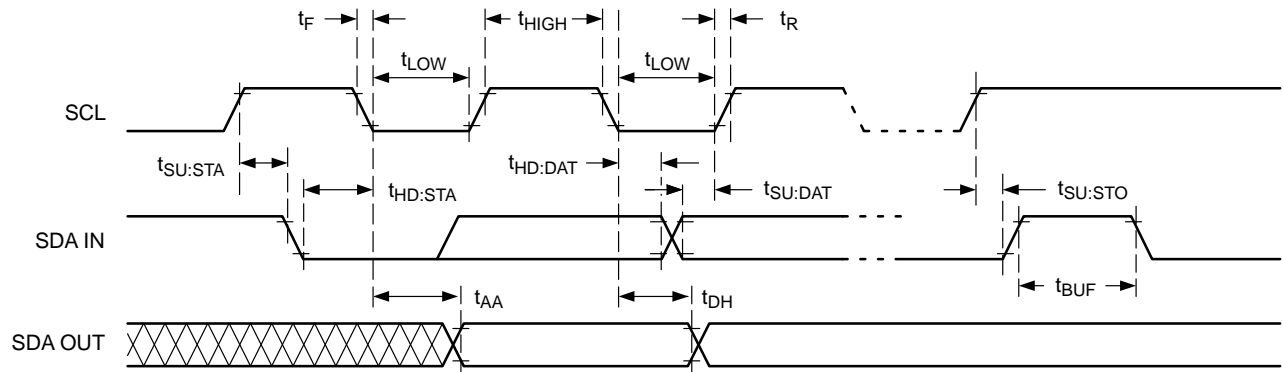 tF
tHIGH
tR
tLOW
tLOW
SCL
tSU:STA
tHD:STA
tHD:DAT
tSU:DAT
tSU:STO
SDA IN
tBUF
tAA
tDH
SDA OUT